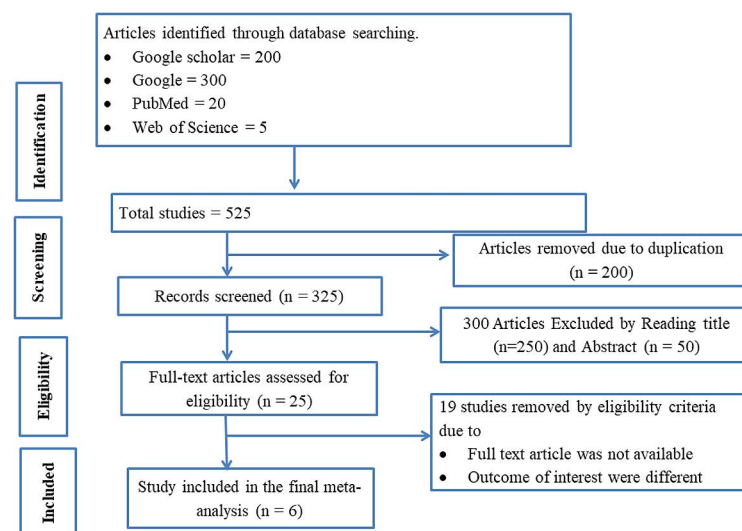 Articles identified through database searching.
• Google scholar = 200
• Google = 300
• PubMed = 20
• Web of Science = 5
Identification
Total studies = 525
Articles removed due to duplication
(n = 200)
Screening
Records screened (n = 325)
300 Articles Excluded by Reading title
(n=250) and Abstract (n = 50)
Eligibility
Full-text articles assessed for
eligibility (n = 25)
19 studies removed by eligibility criteria
due to
• Full text article was not available
• Outcome of interest were different
Included
Study included in the final meta-
analysis (n = 6)